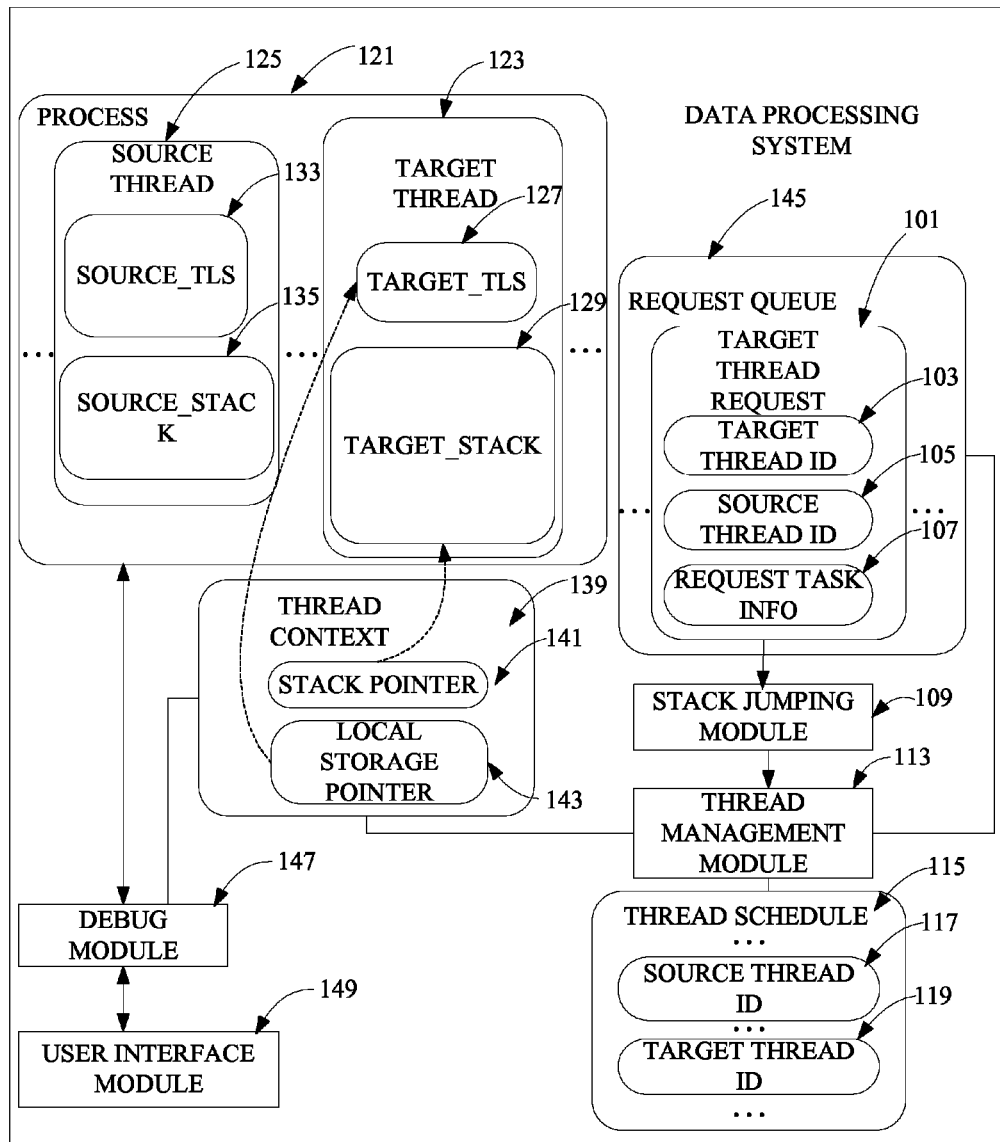 125
121
123
PROCESS
SOURCE
THREAD
133
SOURCE_TLS
135
SOURCE_STAC
K
TARGET
THREAD
127
TARGET_TLS
129
TARGET_STACK
...
...
...
DATA PROCESSING
SYSTEM
145
101
REQUEST QUEUE
TARGET
THREAD
REQUEST
103
TARGET
THREAD ID
105
SOURCE
THREAD ID
107
REQUEST TASK
INFO
...
...
THREAD
CONTEXT
139
141
STACK POINTER
LOCAL
STORAGE
POINTER
143
STACK JUMPING
MODULE
109
113
THREAD
MANAGEMENT
MODULE
147
DEBUG
MODULE
149
USER INTERFACE
MODULE
115
THREAD SCHEDULE
...
117
SOURCE THREAD
ID
...
119
TARGET THREAD
ID
...